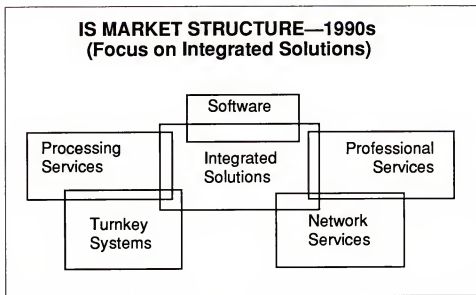 IS MARKET STRUCTURE—1990s
(Focus on Integrated Solutions)
Software
Processing
Services
Integrated
Solutions
Professional
Services
Turnkey
Systems
Network
Services